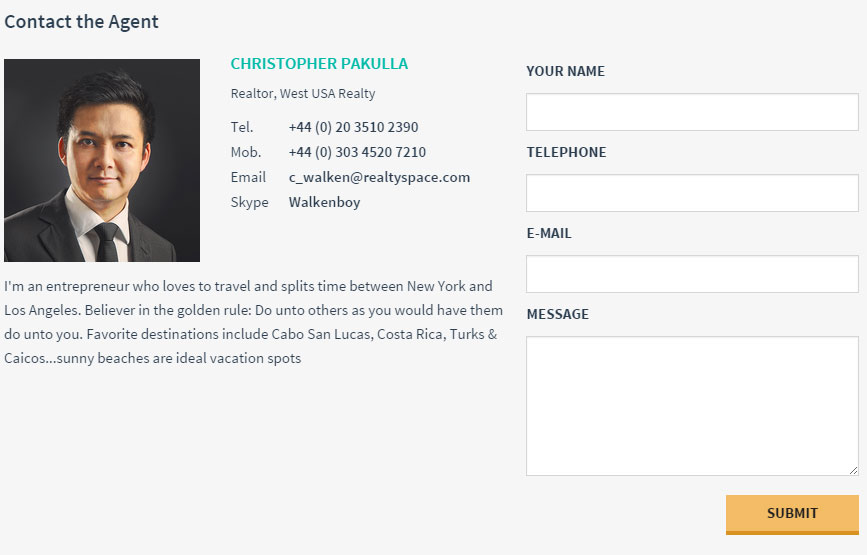 Contact the Agent
CHRISTOPHER PAKULLA
Realtor, West USA Realty
Tel. +44 (0) 20 3510 2390
Mob. +44 (0) 303 4520 7210
Email c_walken@realtyspace.com
Skype Walkenboy
I'm an entrepreneur who loves to travel and splits time between New York and
Los Angeles. Believer in the golden rule: Do unto others as you would have them
do unto you. Favorite destinations include Cabo San Lucas, Costa Rica, Turks &
Caicos...sunny beaches are ideal vacation spots
YOUR NAME
TELEPHONE
E-MAIL
MESSAGE
SUBMIT